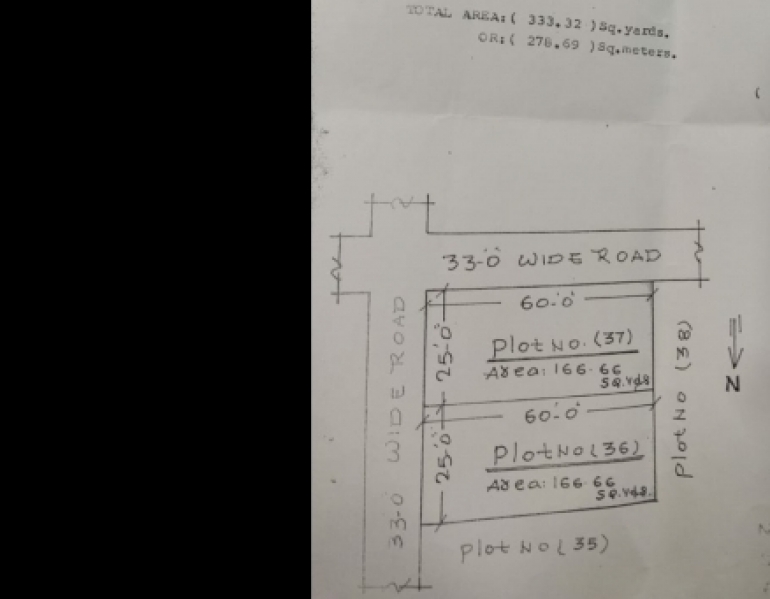 TOTAL AREA:( 333.32 )Sq.yards.
OR:( 278.69 )Sq.meters.
33'-0" WIDE ROAD
60'-0"
25'-0"
Plot No. (37)
Area: 166.66
SQ.Yds
60'-0"
25'-0"
Plot No (36)
Area: 166.66
SQ.Yds.
33-0 WIDE ROAD
Plot No (38)
N
Plot No (35)